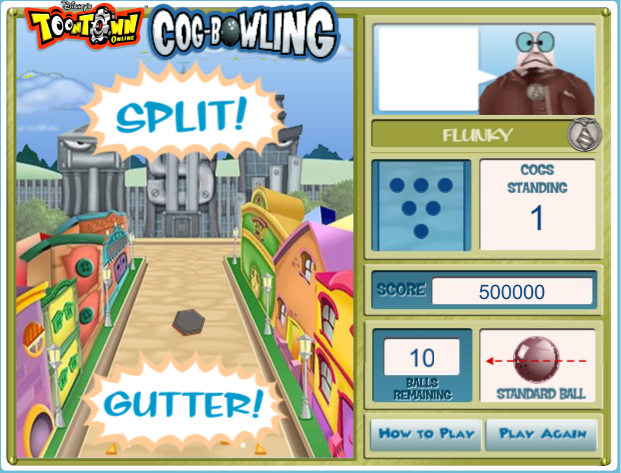 Disney's
TOONTOWN
ONLINE
COG-BOWLING
SPLIT!
FLUNKY
COGS
STANDING
1
SCORE 500000
10
BALLS
REMAINING
STANDARD BALL
GUTTER!
HOW TO PLAY
PLAY AGAIN